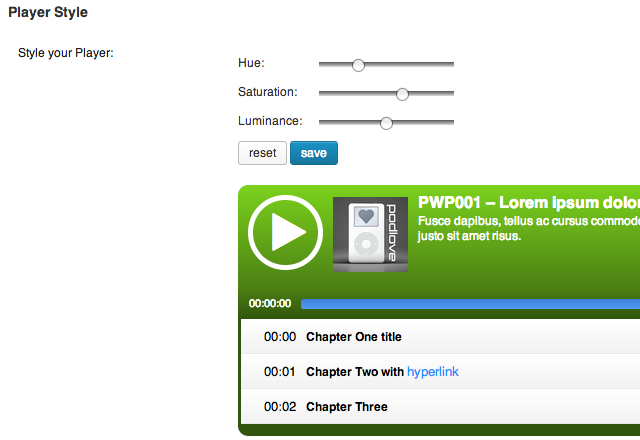 Player Style
Style your Player:
Hue:
Saturation:
Luminance:
reset save
podlove
PWP001 – Lorem ipsum dolor
Fusce dapibus, tellus ac cursus commodo
justo sit amet risus.
00:00:00
00:00 Chapter One title
00:01 Chapter Two with hyperlink
00:02 Chapter Three